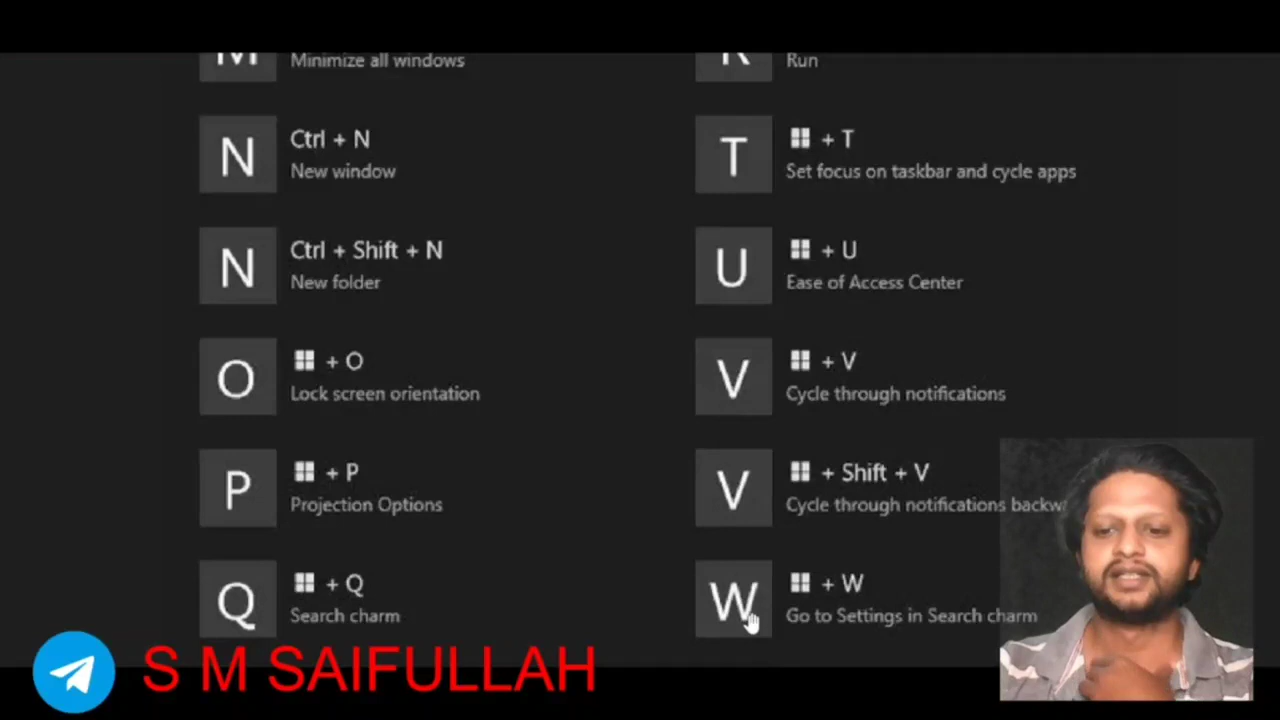 M
Minimize all windows
N
Ctrl + N
New window
N
Ctrl + Shift + N
New folder
O
+ O
Lock screen orientation
P
+ P
Projection Options
Q
+ Q
Search charm
R
Run
T
+ T
Set focus on taskbar and cycle apps
U
+ U
Ease of Access Center
V
+ V
Cycle through notifications
V
+ Shift + V
Cycle through notifications
W
+ W
Go to Settings in Search charm
S M SAIFULLAH